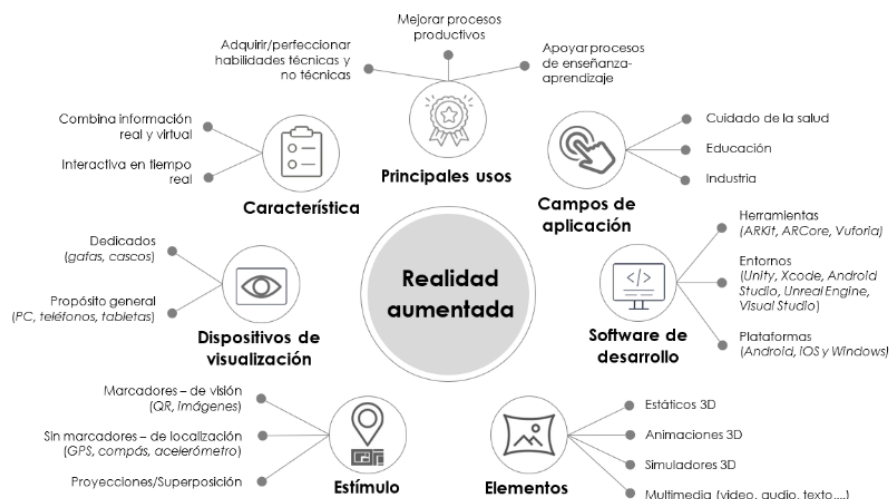 Mejorar procesos
productivos
Adquirir/perfeccionar
habilidades técnicas y
no técnicas
Apoyar procesos
de enseñanza-
aprendizaje
Principales usos
Combina información
real y virtual
Interactiva en tiempo
real
Característica
Cuidado de la salud
Educación
Industria
Campos de
aplicación
Realidad
aumentada
Dedicados
(gafas, cascos)
Propósito general
(PC, teléfonos, tabletas)
Dispositivos de
visualización
Herramientas
(ARKit, ARCore, Vuforia)
Entornos
(Unity, Xcode, Android
Studio, Unreal Engine,
Visual Studio)
Plataformas
(Android, iOS y Windows)
</>
Software de
desarrollo
Marcadores – de visión
(QR, imágenes)
Sin marcadores – de localización
(GPS, compás, acelerómetro)
Proyecciones/Superposición
Estímulo
Estáticos 3D
Animaciones 3D
Simuladores 3D
Multimedia (video, audio, texto,...)
Elementos